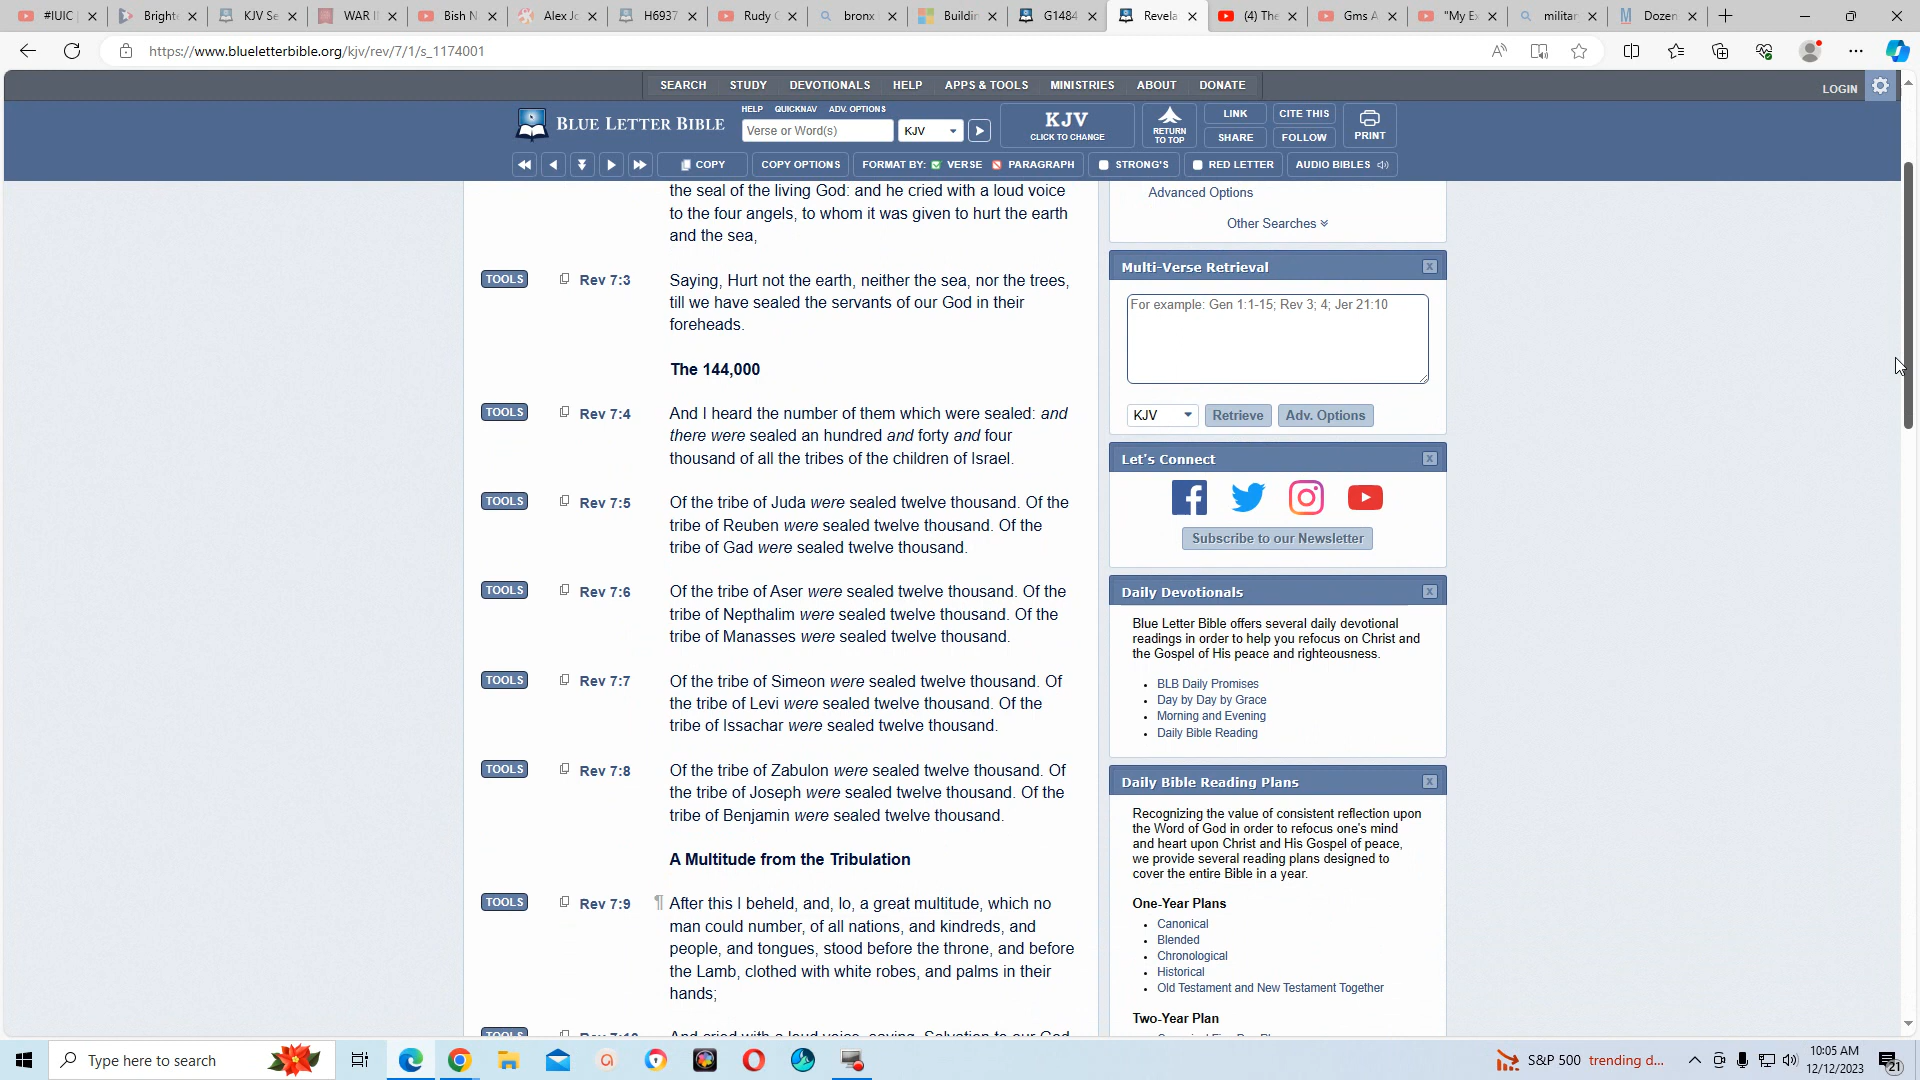 #IUIC
Bright
KJV Se
WAR I
Bish N
Alex Jo
H6937
Rudy G
bronx
Buildin
G1484
Revela
(4) The
Gms A
"My Ex
militar
Dozen
https://www.blueletterbible.org/kjv/rev/7/1/s_1174001
SEARCH STUDY DEVOTIONALS HELP APPS & TOOLS MINISTRIES ABOUT DONATE
LOGIN
BLUE LETTER BIBLE
HELP QUICKNAV ADV. OPTIONS
Verse or Word(s)
KJV
KJV
CLICK TO CHANGE
RETURN
TO TOP
LINK
CITE THIS
SHARE
FOLLOW
PRINT
COPY
COPY OPTIONS
FORMAT BY: VERSE PARAGRAPH
STRONG'S
RED LETTER
AUDIO BIBLES
the seal of the living God: and he cried with a loud voice
to the four angels, to whom it was given to hurt the earth
and the sea,
TOOLS Rev 7:3 Saying, Hurt not the earth, neither the sea, nor the trees,
till we have sealed the servants of our God in their
foreheads.
The 144,000
TOOLS Rev 7:4 And I heard the number of them which were sealed: and
there were sealed an hundred and forty and four
thousand of all the tribes of the children of Israel.
TOOLS Rev 7:5 Of the tribe of Juda were sealed twelve thousand. Of the
tribe of Reuben were sealed twelve thousand. Of the
tribe of Gad were sealed twelve thousand.
TOOLS Rev 7:6 Of the tribe of Aser were sealed twelve thousand. Of the
tribe of Nepthalim were sealed twelve thousand. Of the
tribe of Manasses were sealed twelve thousand.
TOOLS Rev 7:7 Of the tribe of Simeon were sealed twelve thousand. Of
the tribe of Levi were sealed twelve thousand. Of the
tribe of Issachar were sealed twelve thousand.
TOOLS Rev 7:8 Of the tribe of Zabulon were sealed twelve thousand. Of
the tribe of Joseph were sealed twelve thousand. Of the
tribe of Benjamin were sealed twelve thousand.
A Multitude from the Tribulation
TOOLS Rev 7:9 ¶ After this I beheld, and, lo, a great multitude, which no
man could number, of all nations, and kindreds, and
people, and tongues, stood before the throne, and before
the Lamb, clothed with white robes, and palms in their
hands;
TOOLS Rev 7:10 And cried with a loud voice, saying, Salvation to our God
Advanced Options
Other Searches
Multi-Verse Retrieval
For example: Gen 1:1-15; Rev 3; 4; Jer 21:10
KJV Retrieve Adv. Options
Let's Connect
Subscribe to our Newsletter
Daily Devotionals
Blue Letter Bible offers several daily devotional
readings in order to help you refocus on Christ and
the Gospel of His peace and righteousness.
BLB Daily Promises
Day by Day by Grace
Morning and Evening
Daily Bible Reading
Daily Bible Reading Plans
Recognizing the value of consistent reflection upon
the Word of God in order to refocus one's mind
and heart upon Christ and His Gospel of peace,
we provide several reading plans designed to
cover the entire Bible in a year.
One-Year Plans
Canonical
Blended
Chronological
Historical
Old Testament and New Testament Together
Two-Year Plan
Type here to search
S&P 500 trending d...
10:05 AM
12/12/2023
21